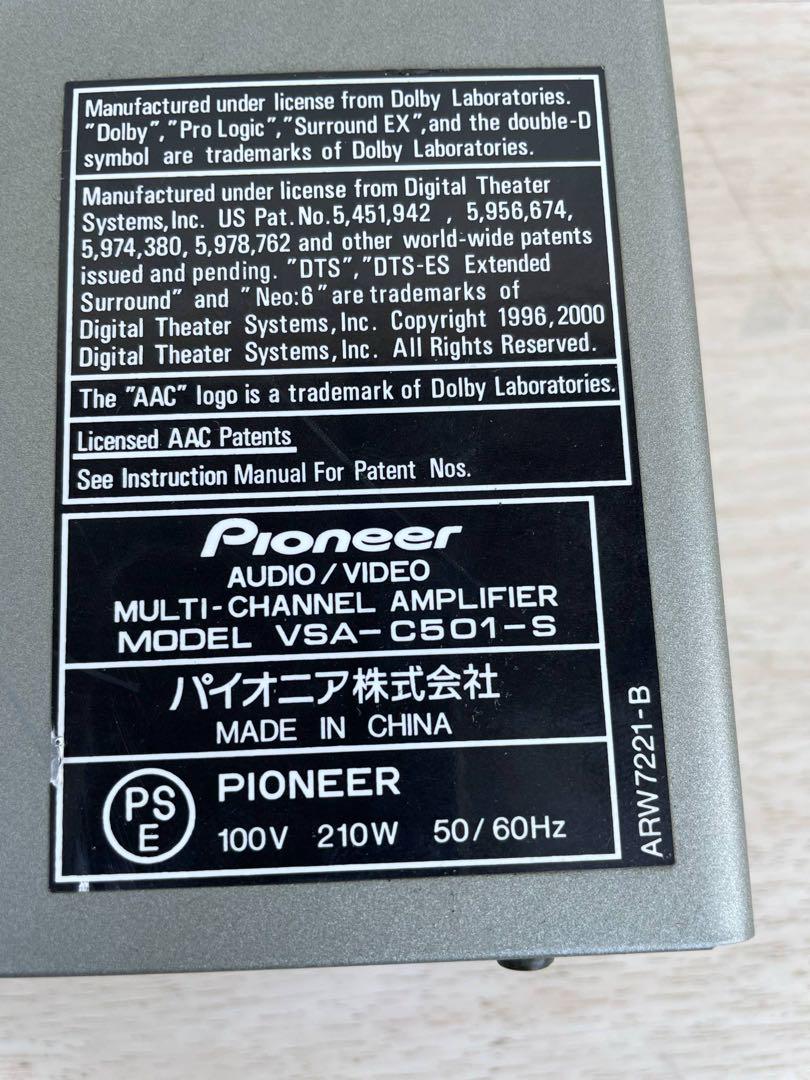 Manufactured under license from Dolby Laboratories.
"Dolby","Pro Logic","Surround EX",and the double-D
symbol are trademarks of Dolby Laboratories.
Manufactured under license from Digital Theater
Systems,Inc. US Pat.No.5,451,942 , 5,956,674,
5,974,380, 5,978,762 and other world-wide patents
issued and pending. "DTS","DTS-ES Extended
Surround" and "Neo:6" are trademarks of
Digital Theater Systems, Inc. Copyright 1996,2000
Digital Theater Systems, Inc. All Rights Reserved.
The "AAC" logo is a trademark of Dolby Laboratories.
Licensed AAC Patents
See Instruction Manual For Patent Nos.
Pioneer
AUDIO/VIDEO
MULTI-CHANNEL AMPLIFIER
MODEL VSA-C501-S
パイオニア株式会社
MADE IN CHINA
PS
E
PIONEER
100V 210W 50/60Hz
ARW7221-B